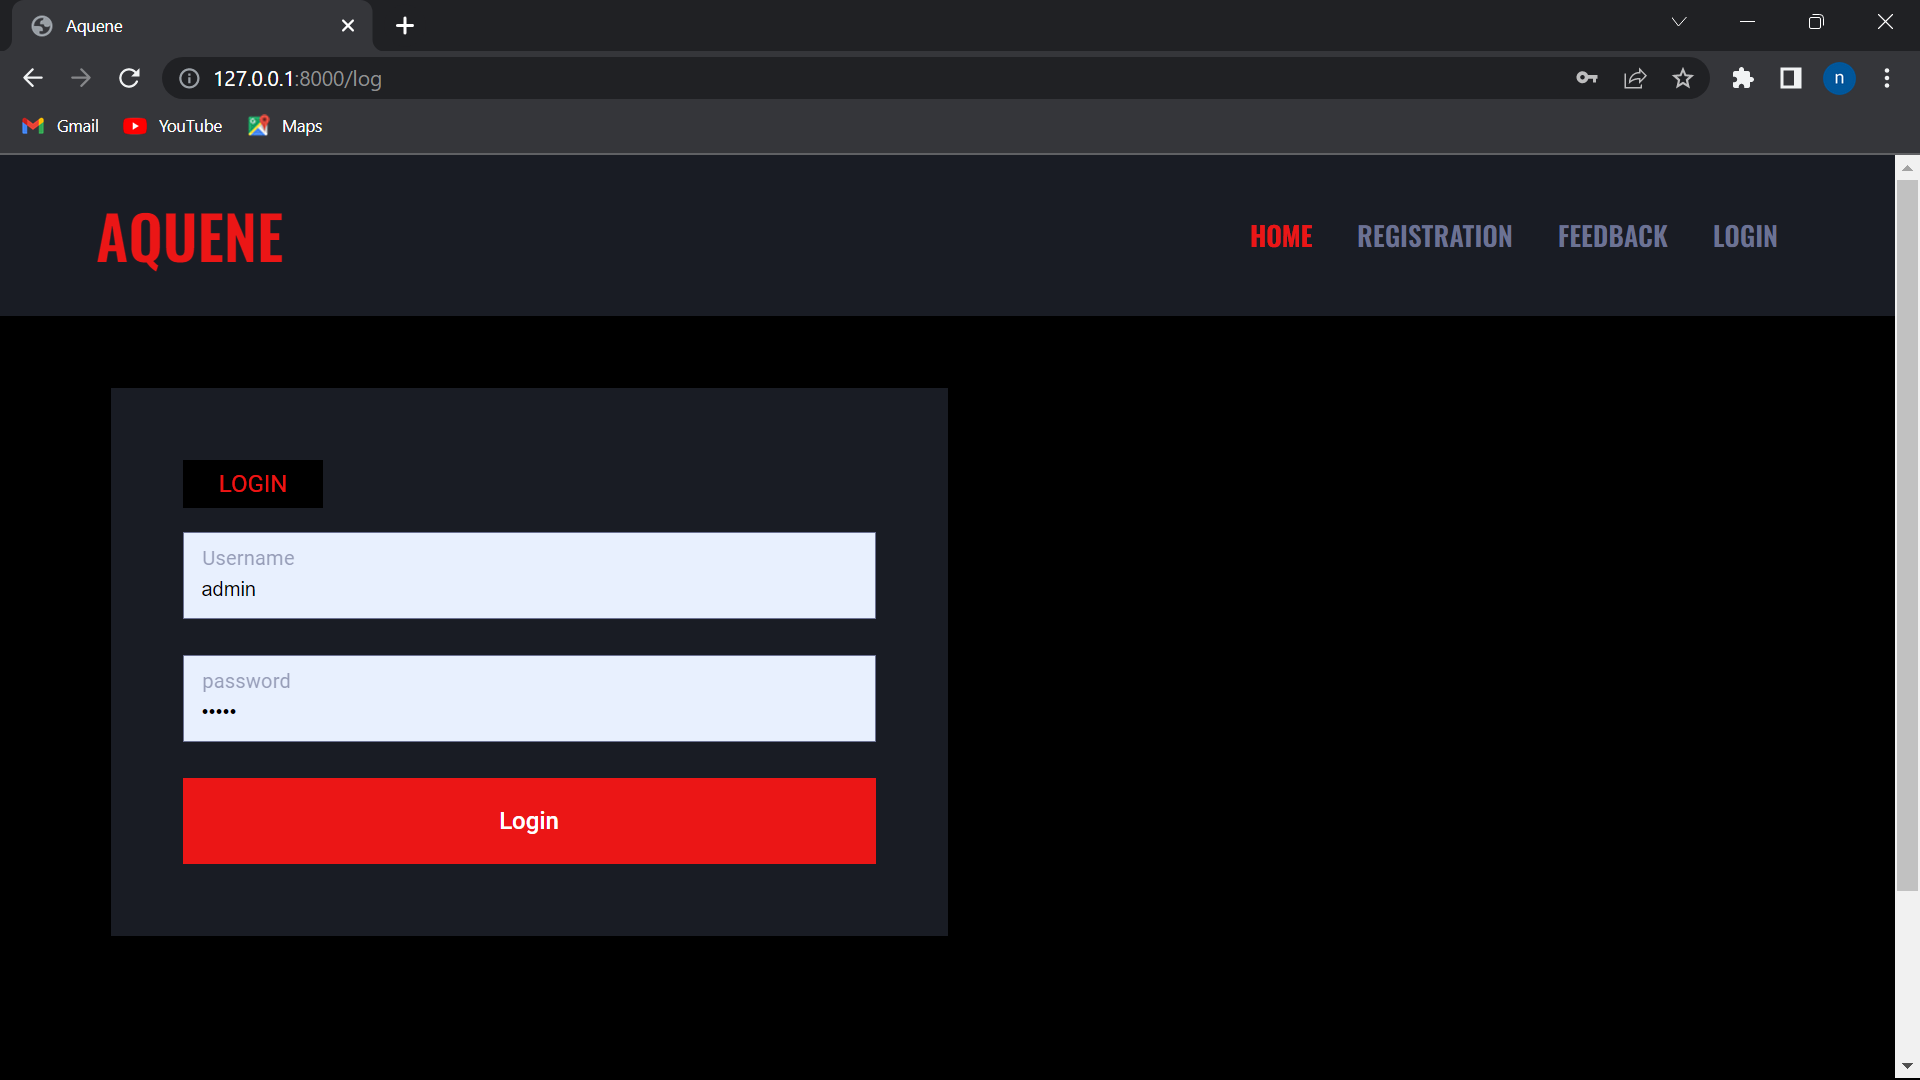 Aquene
127.0.0.1:8000/log
n
Gmail YouTube Maps
AQUENE
HOME REGISTRATION FEEDBACK LOGIN
LOGIN
Username
admin
password
•••••
Login